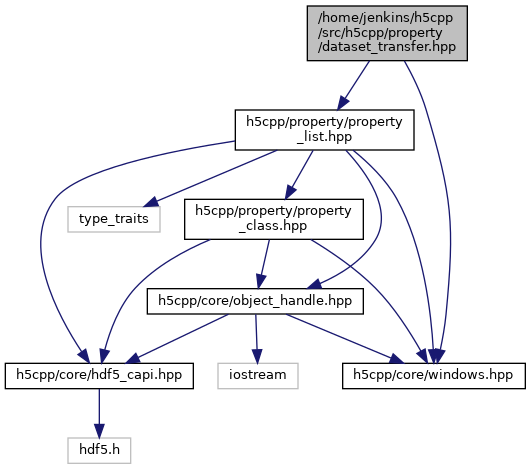 /home/jenkins/h5cpp
/src/h5cpp/property
/dataset_transfer.hpp
h5cpp/property/property
_list.hpp
type_traits
h5cpp/property/property
_class.hpp
h5cpp/core/object_handle.hpp
h5cpp/core/hdf5_capi.hpp
iostream
h5cpp/core/windows.hpp
hdf5.h